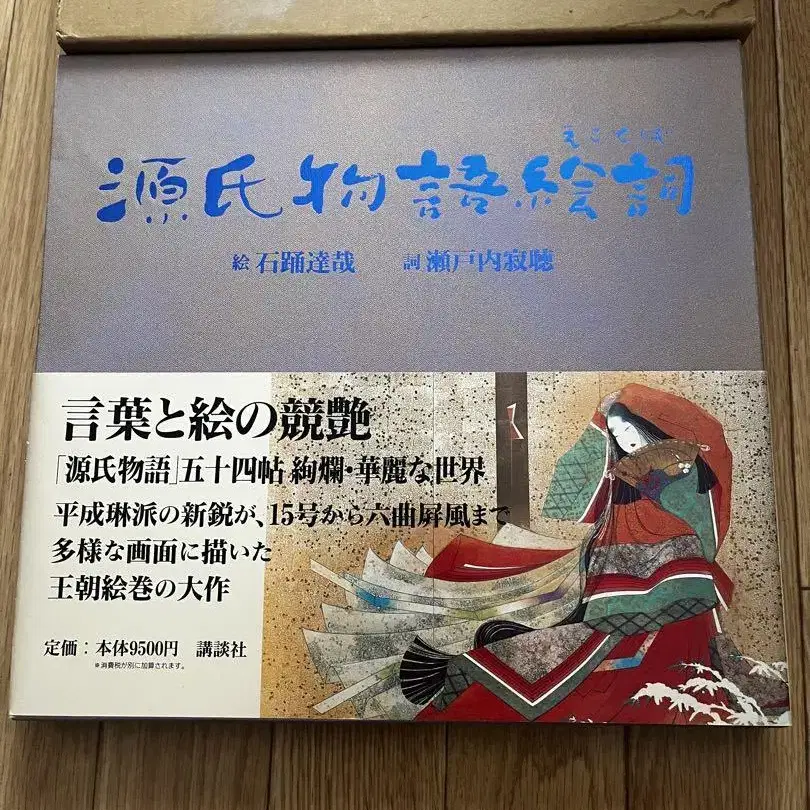 えことば
源氏物語絵詞
絵 石踊達哉 詞 瀬戸内寂聴
言葉と絵の競艶
「源氏物語」五十四帖 絢爛・華麗な世界
平成琳派の新鋭が、15号から六曲屛風まで
多様な画面に描いた
王朝絵巻の大作
定価:本体9500円 講談社
※消費税が別に加算されます。